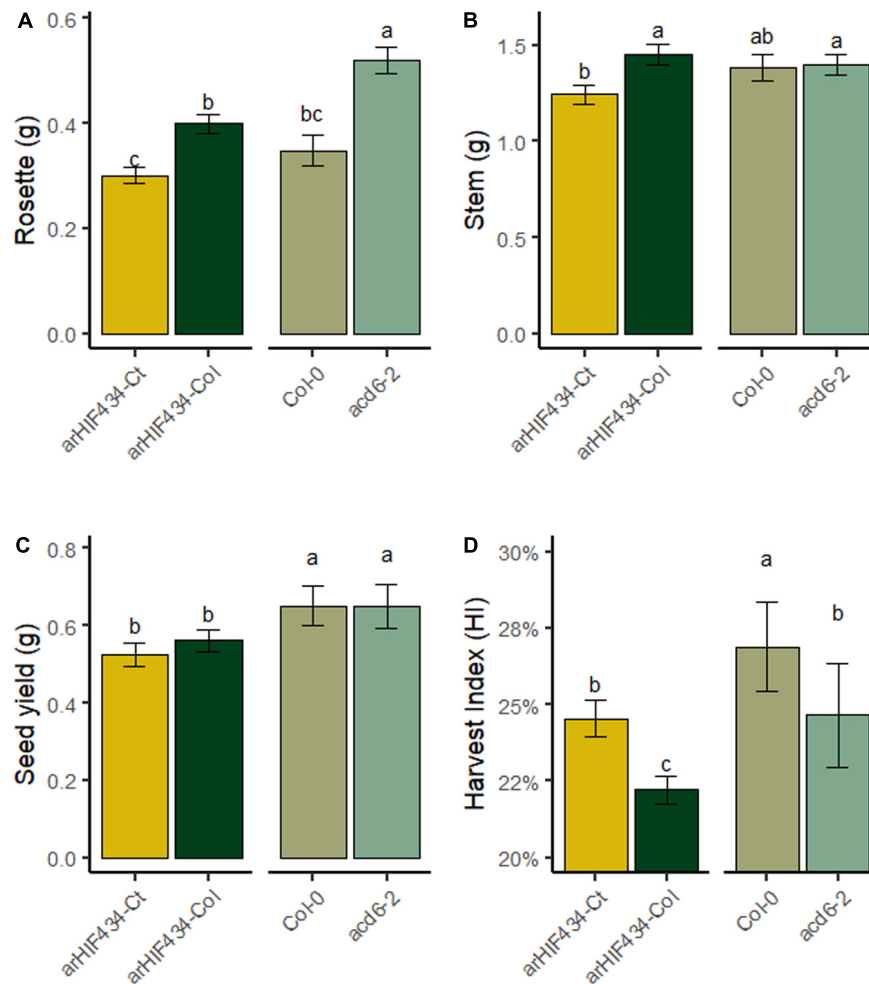 A
Rosette (g)
0.6
0.4
0.2
0.0
c
b
bc
a
arHIF434-Ct
arHIF434-Col
Col-0
acd6-2
B
Stem (g)
1.5
1.0
0.5
0.0
b
a
ab
a
arHIF434-Ct
arHIF434-Col
Col-0
acd6-2
C
Seed yield (g)
0.8
0.6
0.4
0.2
0.0
b
b
a
a
arHIF434-Ct
arHIF434-Col
Col-0
acd6-2
D
Harvest Index (HI)
30%
28%
25%
22%
20%
b
c
a
b
arHIF434-Ct
arHIF434-Col
Col-0
acd6-2